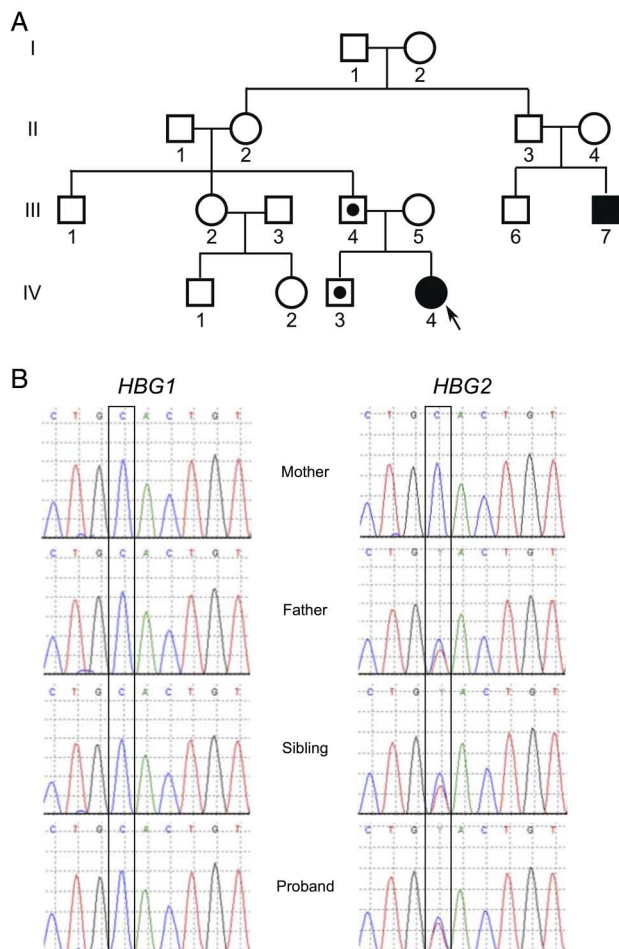 A
I
1 2
II
1 2 3 4
III
1 2 3 4 5 6 7
IV
1 2 3 4
B
HBG1 HBG2
C T G C A C T G T C T G C A C T G T
Mother
C T G C A C T G T C T G Y A C T G T
Father
C T G C A C T G T C T G Y A C T G T
Sibling
C T G C A C T G T C T G Y A C T G T
Proband